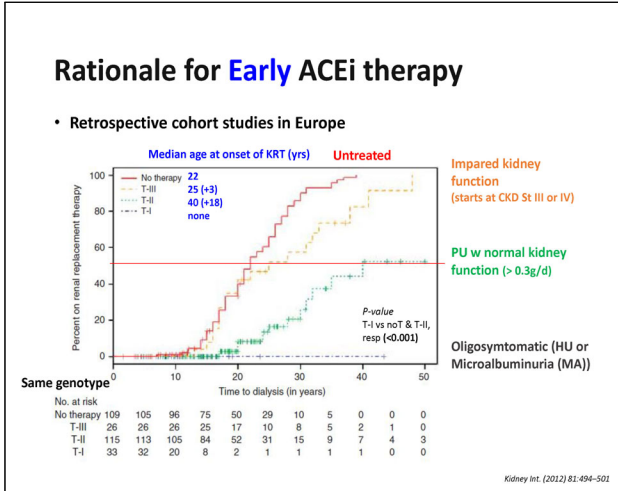 Rationale for Early ACEi therapy
• Retrospective cohort studies in Europe
Median age at onset of KRT (yrs)
Untreated
No therapy 22
T-III 25 (+3)
T-II 40 (+18)
T-I none
Percent on renal replacement therapy
100
80
60
40
20
0
0 10 20 30 40 50
Time to dialysis (in years)
P-value
T-I vs noT & T-II,
resp (<0.001)
Impared kidney
function
(starts at CKD St III or IV)
PU w normal kidney
function (> 0.3g/d)
Oligosymtomatic (HU or
Microalbuminuria (MA))
Same genotype
No. at risk
No therapy 109 105 96 75 50 29 10 5 0 0 0
T-III 26 26 26 25 17 10 8 5 2 1 0
T-II 115 113 105 84 52 31 15 9 7 4 3
T-I 33 32 20 8 2 1 1 1 1 0 0
Kidney Int. (2012) 81:494–501